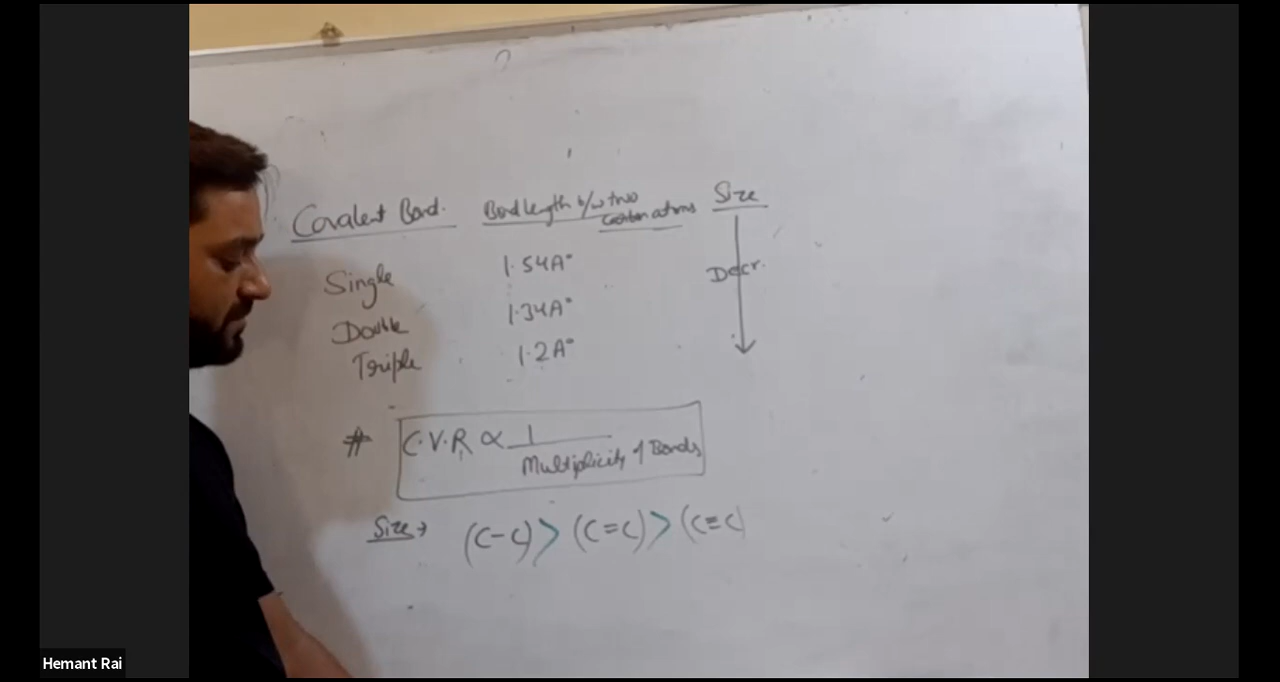 Covalent Bond. Bond length b/w two Carbon atoms Size
Single 1.54A° Decr.
Double 1.34A°
Triple 1.2A°
# C.V.R ∝ 1
Multiplicity of Bonds
Size → (C-C) > (C=C) > (C≡C)
Hemant Rai